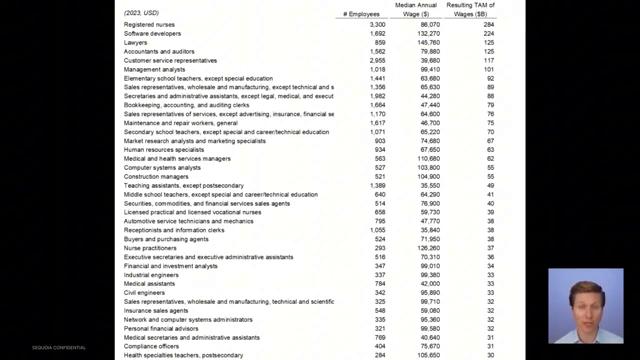 (2023, USD) # Employees Median Annual Wage ($) Resulting TAM of Wages ($B)
Registered nurses 3,300 86,070 284
Software developers 1,692 132,270 224
Lawyers 859 145,760 125
Accountants and auditors 1,562 79,880 125
Customer service representatives 2,955 39,680 117
Management analysts 1,018 99,410 101
Elementary school teachers, except special education 1,441 63,680 92
Sales representatives, wholesale and manufacturing, except technical and s 1,356 65,630 89
Secretaries and administrative assistants, except legal, medical, and execut 1,982 44,280 88
Bookkeeping, accounting, and auditing clerks 1,664 47,440 79
Sales representatives of services, except advertising, insurance, financial se 1,170 64,600 76
Maintenance and repair workers, general 1,617 46,700 75
Secondary school teachers, except special and career/technical education 1,071 65,220 70
Market research analysts and marketing specialists 903 74,680 67
Human resources specialists 934 67,650 63
Medical and health services managers 563 110,680 62
Computer systems analysts 527 103,800 55
Construction managers 521 104,900 55
Teaching assistants, except postsecondary 1,389 35,550 49
Middle school teachers, except special and career/technical education 640 64,290 41
Securities, commodities, and financial services sales agents 514 76,900 40
Licensed practical and licensed vocational nurses 658 59,730 39
Automotive service technicians and mechanics 795 47,770 38
Receptionists and information clerks 1,055 35,840 38
Buyers and purchasing agents 524 71,950 38
Nurse practitioners 293 126,260 37
Executive secretaries and executive administrative assistants 516 70,310 36
Financial and investment analysts 347 99,010 34
Industrial engineers 337 99,380 33
Medical assistants 784 42,000 33
Civil engineers 342 95,890 33
Sales representatives, wholesale and manufacturing, technical and scientific 325 99,710 32
Insurance sales agents 548 59,080 32
Network and computer systems administrators 335 95,360 32
Personal financial advisors 321 99,580 32
Medical secretaries and administrative assistants 769 40,640 31
Compliance officers 404 75,670 31
Health specialties teachers, postsecondary 284 105,650 30
SEQUOIA CONFIDENTIAL